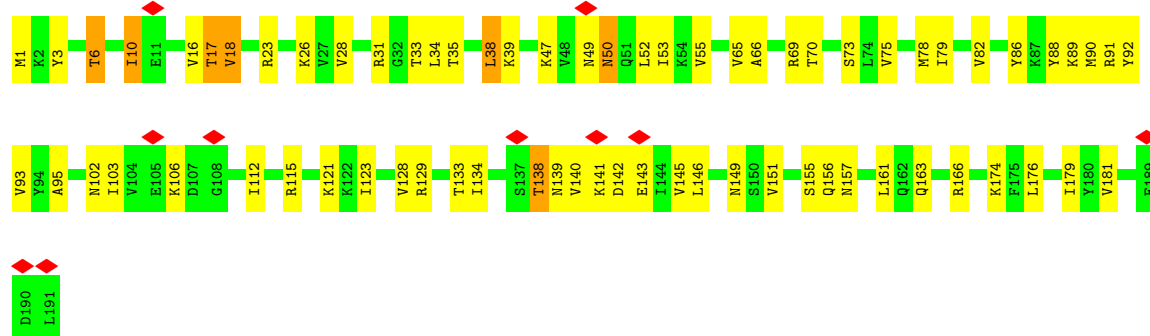 M1 K2 Y3 T6 I10 E11 V16 T17 V18 R23 K26 V27 V28 R31 G32 T33 L34 T35 L38 K39 K47 V48 N49 N50 Q51 L52 I53 K54 V55 V65 A66 R69 T70 S73 L74 V75 M78 I79 V82 Y86 K87 Y88 K89 M90 R91 Y92
V93 Y94 A95 N102 I103 V104 E105 K106 D107 G108 I112 R115 K121 K122 I123 V128 R129 T133 I134 S137 T138 N139 V140 K141 D142 E143 I144 V145 L146 N149 S150 V151 S155 Q156 N157 L161 Q162 Q163 R166 K174 F175 L176 I179 Y180 V181 E189
D190 L191